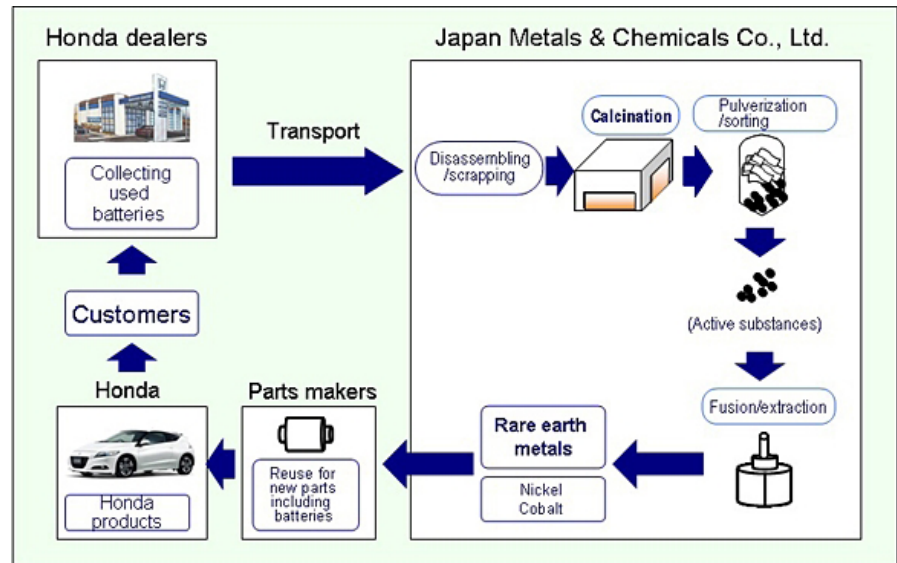 Honda dealers
Japan Metals & Chemicals Co., Ltd.
Collecting
used
batteries
Transport
Disassembling
/scrapping
Calcination
Pulverization
/sorting
(Active substances)
Fusion/extraction
Rare earth
metals
Nickel
Cobalt
Parts makers
Reuse for
new parts
including
batteries
Honda
Honda
products
Customers